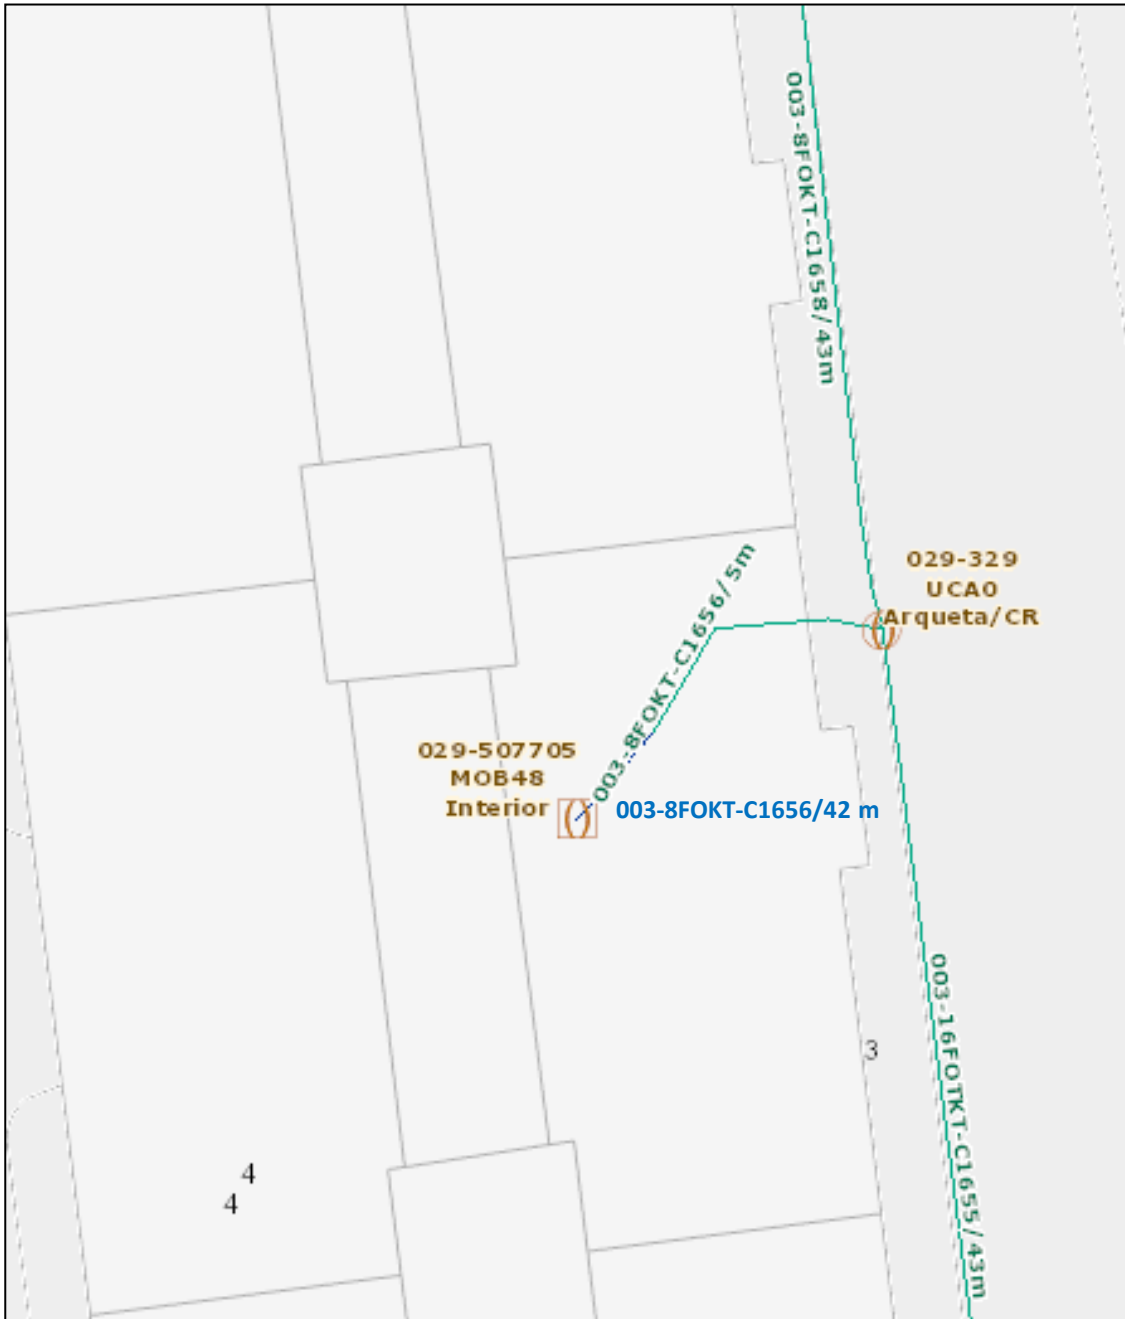 003-8FOKT-C1658/43m
029-329
UCA0
Arqueta/CR
003-8FOKT-C1656/5m
029-507705
MOB48
Interior
003-8FOKT-C1656/42 m
003-16FOTKT-C1655/43m
3
4
4